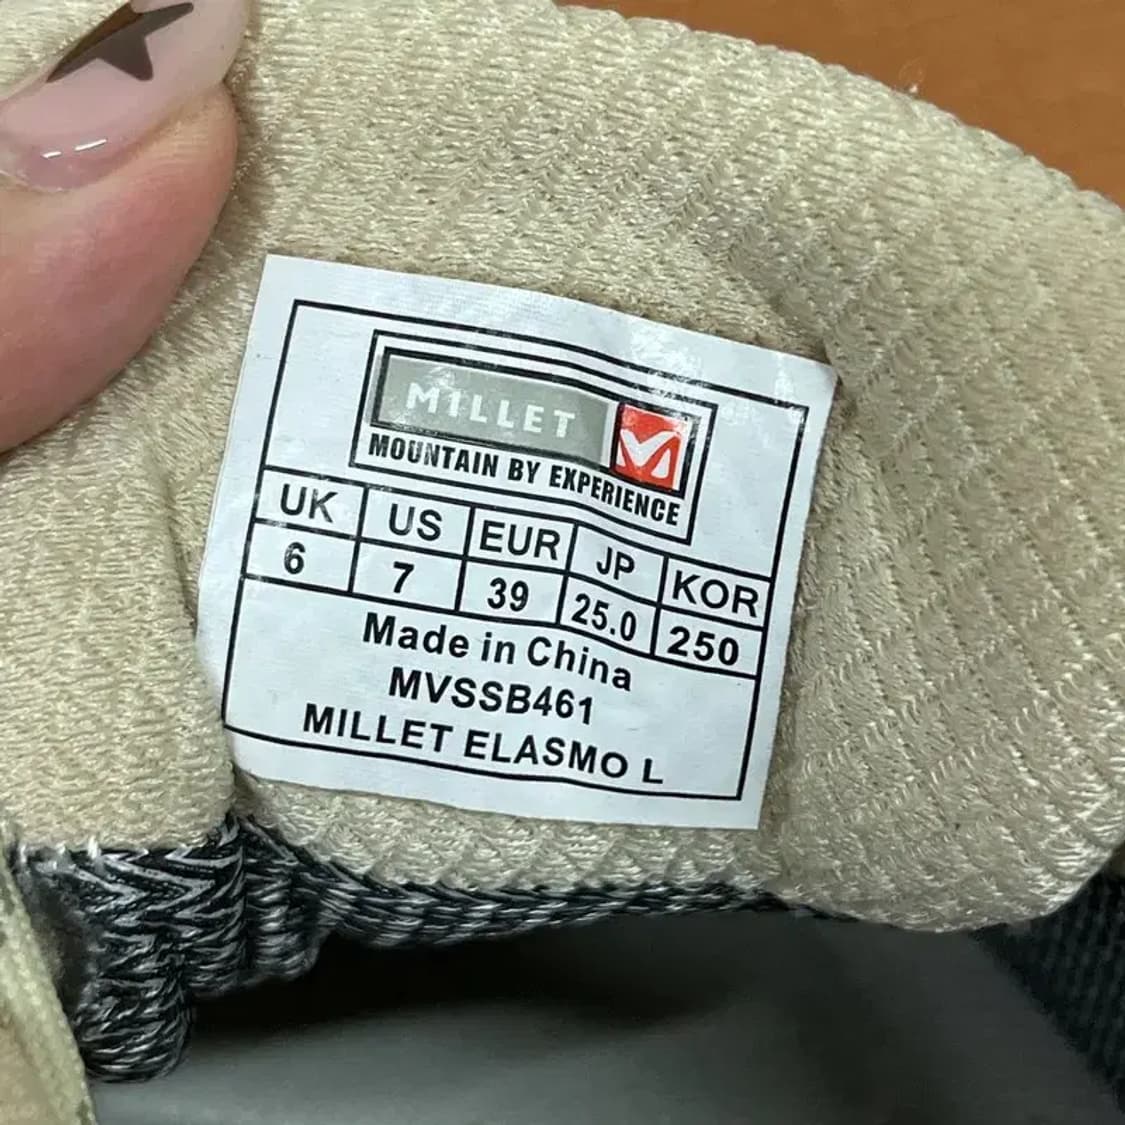 MILLET
MOUNTAIN BY EXPERIENCE
UK US EUR JP KOR
6 7 39 25.0 250
Made in China
MVSSB461
MILLET ELASMO L